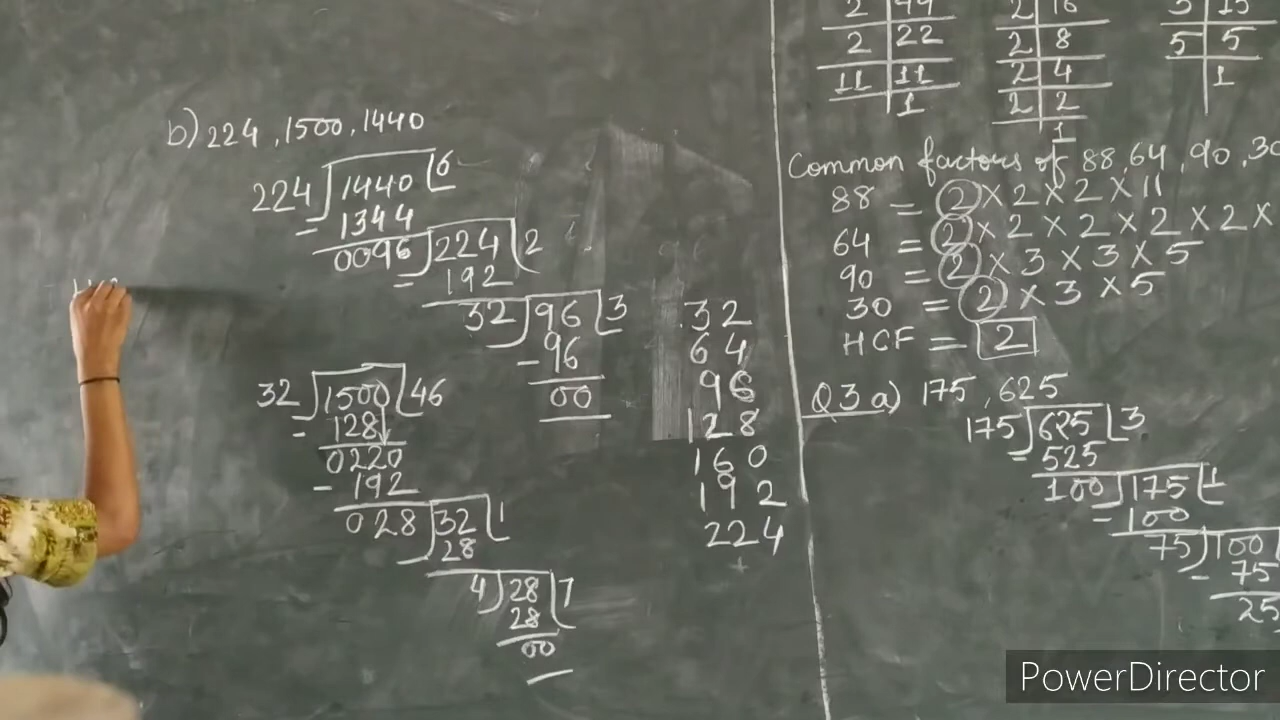 b) 224, 1500, 1440
224 1440 6
- 1344
0096 224 2
- 192
32 96 3
- 96
00
32 1500 46
- 128
0220
- 192
028 32 1
28
4 28 7
28
00
32
64
96
128
160
192
224
2 44
2 22
11 11
1
2 16
2 8
2 4
2 2
1
3 15
5 5
1
Common factors of 88, 64, 90, 30
88 = 2 × 2 × 2 × 11
64 = 2 × 2 × 2 × 2 × 2 ×
90 = 2 × 3 × 3 × 5
30 = 2 × 3 × 5
HCF = 2
Q3 a) 175, 625
175 625 3
- 525
100 175 1
- 100
75 100
- 75
25
PowerDirector